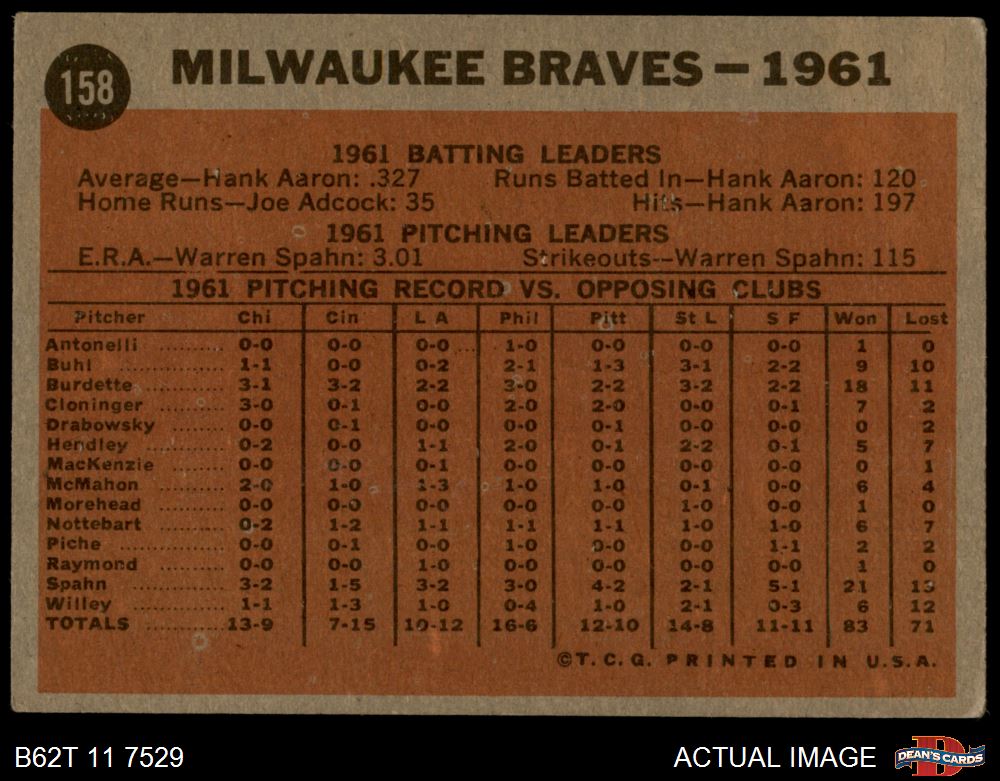 158
MILWAUKEE BRAVES — 1961
1961 BATTING LEADERS
Average—Hank Aaron: .327 Runs Batted In—Hank Aaron: 120
Home Runs—Joe Adcock: 35 Hits—Hank Aaron: 197
1961 PITCHING LEADERS
E.R.A.—Warren Spahn: 3.01 Strikeouts--Warren Spahn: 115
1961 PITCHING RECORD VS. OPPOSING CLUBS
Pitcher Chi Cin L A Phil Pitt St L S F Won Lost
Antonelli .......... 0-0 0-0 0-0 1-0 0-0 0-0 0-0 1 0
Buhl .......... 1-1 0-0 0-2 2-1 1-3 3-1 2-2 9 10
Burdette .......... 3-1 3-2 2-2 3-0 2-2 3-2 2-2 18 11
Cloninger .......... 3-0 0-1 0-0 2-0 2-0 0-0 0-1 7 2
Drabowsky ........ 0-0 0-1 0-0 0-0 0-1 0-0 0-0 0 2
Hendley .......... 0-2 0-0 1-1 2-0 0-1 2-2 0-1 5 7
MacKenzie ........ 0-0 0-0 0-1 0-0 0-0 0-0 0-0 0 1
McMahon .......... 2-0 1-0 1-3 1-0 1-0 0-1 0-0 6 4
Morehead .......... 0-0 0-0 0-0 0-0 0-0 1-0 0-0 1 0
Nottebart .......... 0-2 1-2 1-1 1-1 1-1 1-0 1-0 6 7
Piche .............. 0-0 0-1 0-0 1-0 0-0 0-0 1-1 2 2
Raymond .......... 0-0 0-0 1-0 0-0 0-0 0-0 0-0 1 0
Spahn .............. 3-2 1-5 3-2 3-0 4-2 2-1 5-1 21 13
Willey .............. 1-1 1-3 1-0 0-4 1-0 2-1 0-3 6 12
TOTALS .......... 13-9 7-15 10-12 16-6 12-10 14-8 11-11 83 71
©T.C.G. PRINTED IN U.S.A.
B62T 11 7529 ACTUAL IMAGE D DEAN'S CARDS